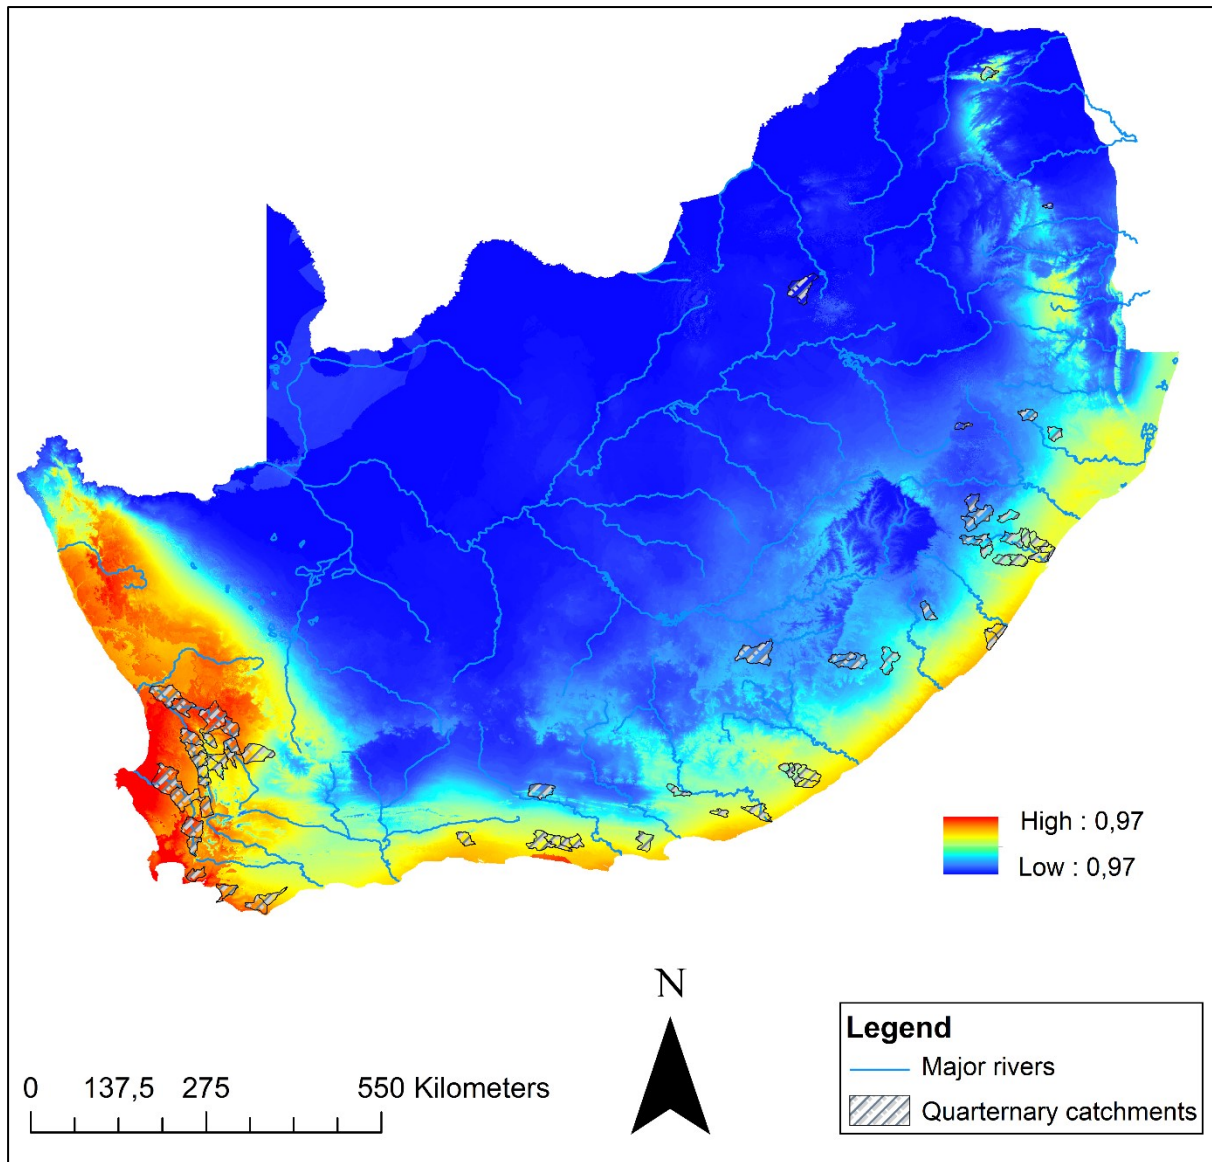 High : 0,97
Low : 0,97
N
Legend
Major rivers
Quarternary catchments
0 137,5 275 550 Kilometers